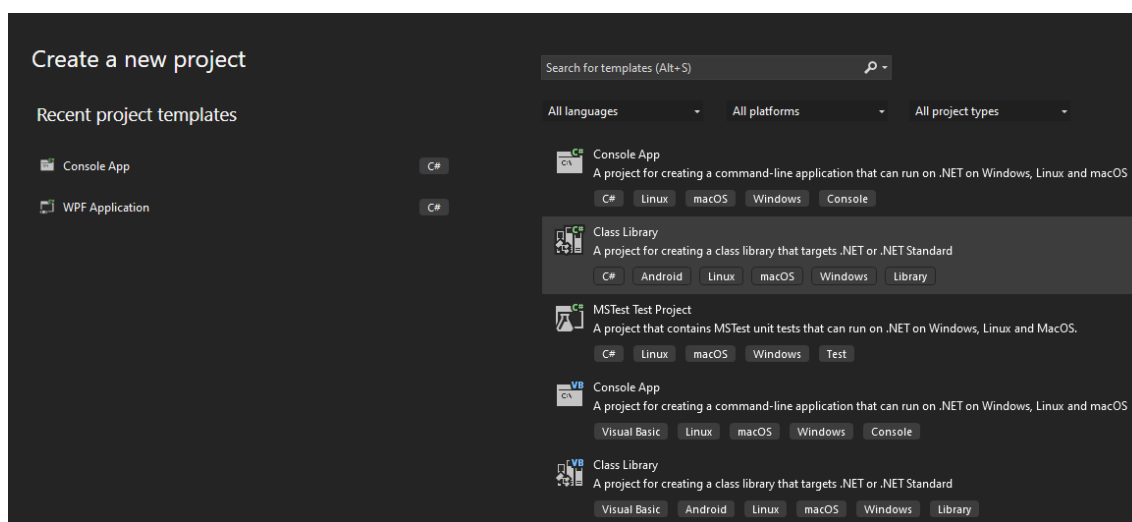 Create a new project
Recent project templates
Console App
C#
WPF Application
C#
Search for templates (Alt+S)
All languages
All platforms
All project types
C#
C:\
Console App
A project for creating a command-line application that can run on .NET on Windows, Linux and macOS
C# Linux macOS Windows Console
C#
Class Library
A project for creating a class library that targets .NET or .NET Standard
C# Android Linux macOS Windows Library
C#
MSTest Test Project
A project that contains MSTest unit tests that can run on .NET on Windows, Linux and MacOS.
C# Linux macOS Windows Test
VB
C:\
Console App
A project for creating a command-line application that can run on .NET on Windows, Linux and macOS
Visual Basic Linux macOS Windows Console
VB
Class Library
A project for creating a class library that targets .NET or .NET Standard
Visual Basic Android Linux macOS Windows Library